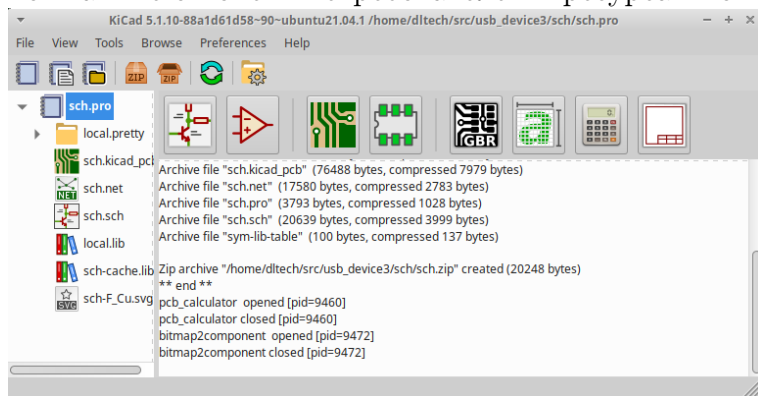 KiCad 5.1.10-88a1d61d58~90~ubuntu21.04.1 /home/dltech/src/usb_device3/sch/sch.pro
File View Tools Browse Preferences Help
ZIP ZIP
sch.pro
local.pretty
sch.kicad_pcb
NET sch.net
sch.sch
local.lib
sch-cache.lib
SVG sch-F_Cu.svg
GBR a
Archive file "sch.kicad_pcb" (76488 bytes, compressed 7979 bytes)
Archive file "sch.net" (17580 bytes, compressed 2783 bytes)
Archive file "sch.pro" (3793 bytes, compressed 1028 bytes)
Archive file "sch.sch" (20639 bytes, compressed 3999 bytes)
Archive file "sym-lib-table" (100 bytes, compressed 137 bytes)
Zip archive "/home/dltech/src/usb_device3/sch/sch.zip" created (20248 bytes)
** end **
pcb_calculator opened [pid=9460]
pcb_calculator closed [pid=9460]
bitmap2component opened [pid=9472]
bitmap2component closed [pid=9472]